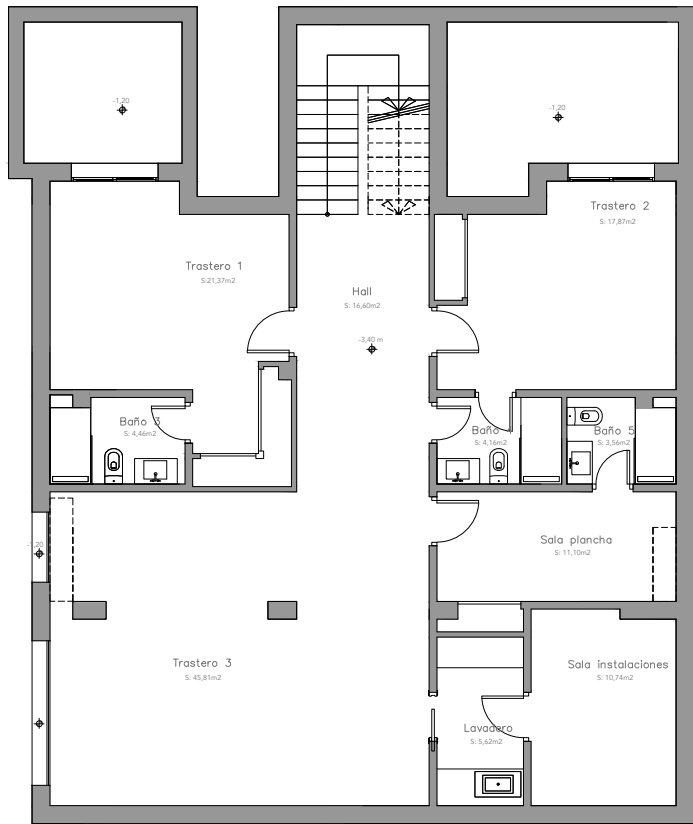 -1,20
-1,20
Trastero 2
S: 17,87m2
Trastero 1
S:21,37m2
Hall
S: 16,60m2
-3,40 m
Baño 3
S: 4,46m2
Baño
S: 4,16m2
Baño 5
S: 3,56m2
Sala plancha
S: 11,10m2
-1,20
Trastero 3
S: 45,81m2
Sala instalaciones
S: 10,74m2
Lavadero
S: 5,62m2